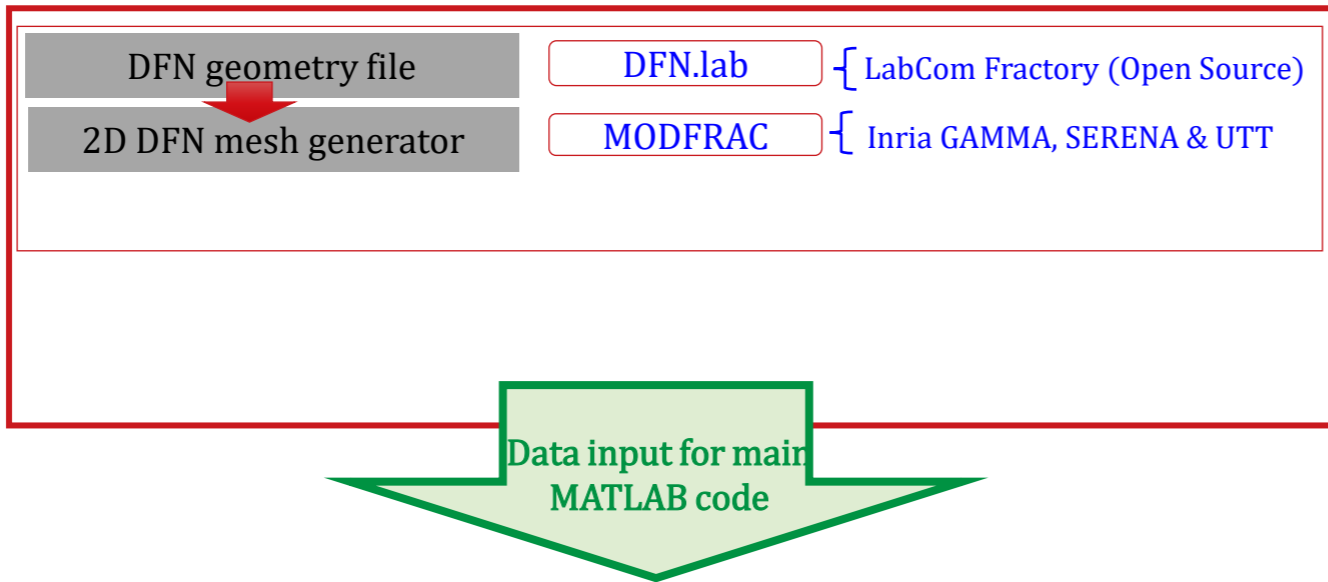 DFN geometry file
DFN.lab
LabCom Fractory (Open Source)
2D DFN mesh generator
MODFRAC
Inria GAMMA, SERENA & UTT
Data input for main
MATLAB code